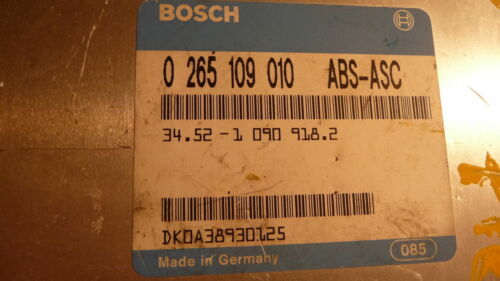 BOSCH
0 265 109 010 ABS-ASC
34.52-1 090 918.2
DKOA38930125
Made in Germany 085